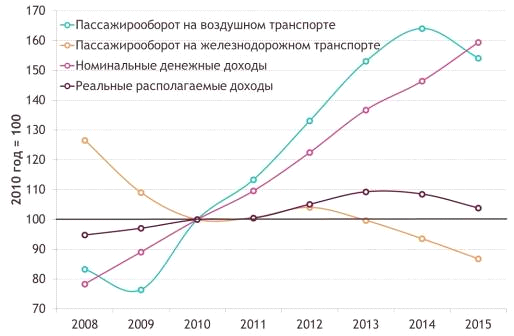 170
160
150
140
130
120
110
100
90
80
70
2010 год = 100
Пассажирооборот на воздушном транспорте
Пассажирооборот на железнодорожном транспорте
Номинальные денежные доходы
Реальные располагаемые доходы
2008 2009 2010 2011 2012 2013 2014 2015